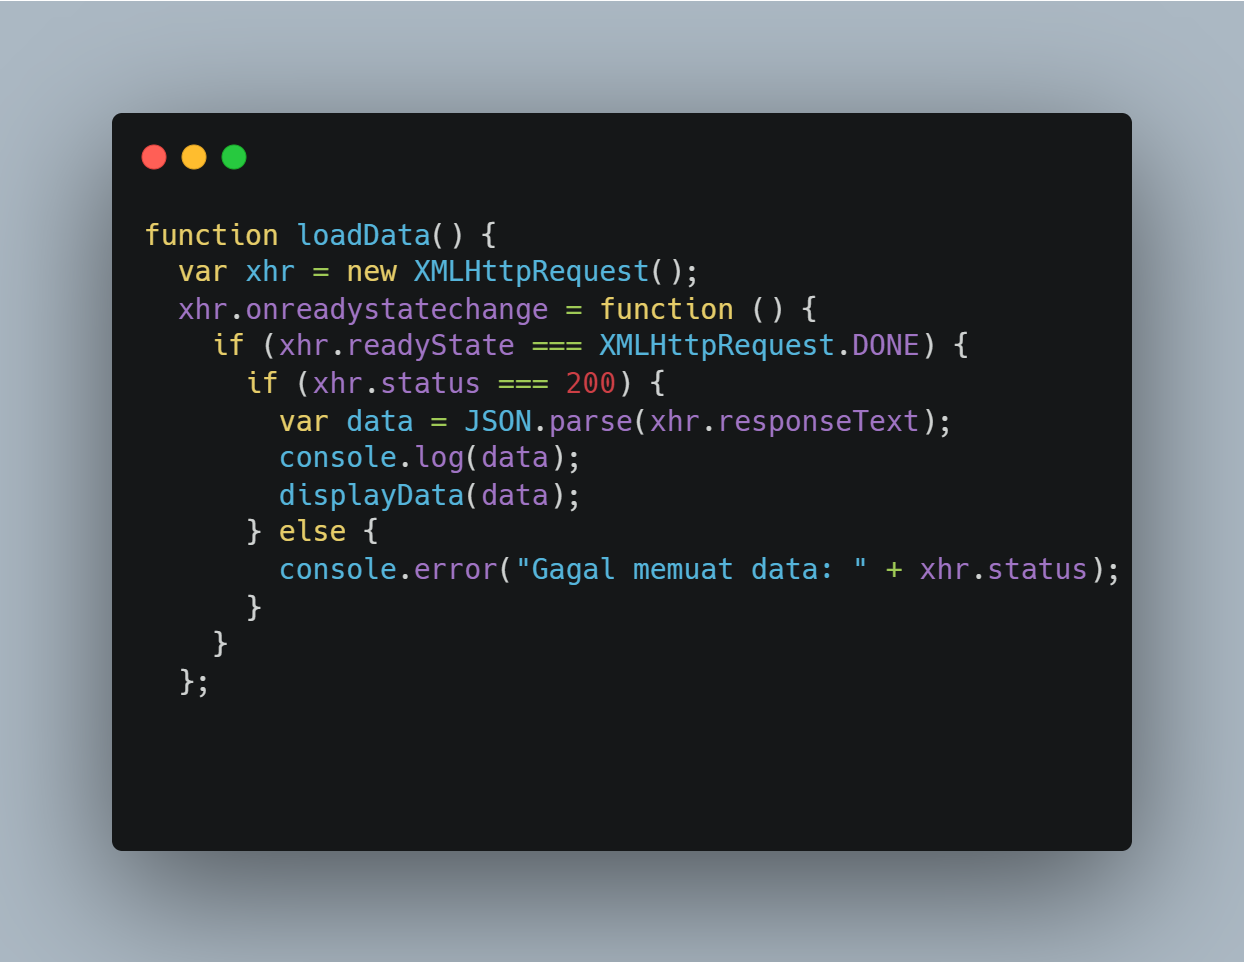 function loadData() {
  var xhr = new XMLHttpRequest();
  xhr.onreadystatechange = function () {
    if (xhr.readyState === XMLHttpRequest.DONE) {
      if (xhr.status === 200) {
        var data = JSON.parse(xhr.responseText);
        console.log(data);
        displayData(data);
      } else {
        console.error("Gagal memuat data: " + xhr.status);
      }
    }
  };